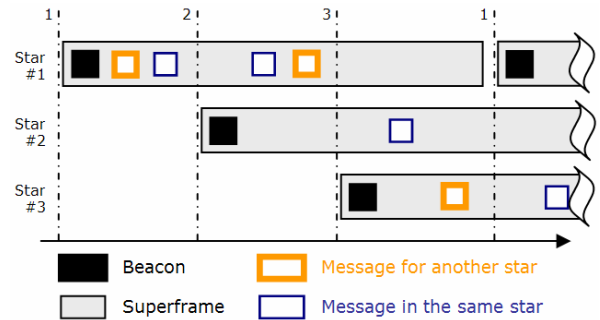 1 2 3 1
Star
#1
Star
#2
Star
#3
Beacon Message for another star
Superframe Message in the same star